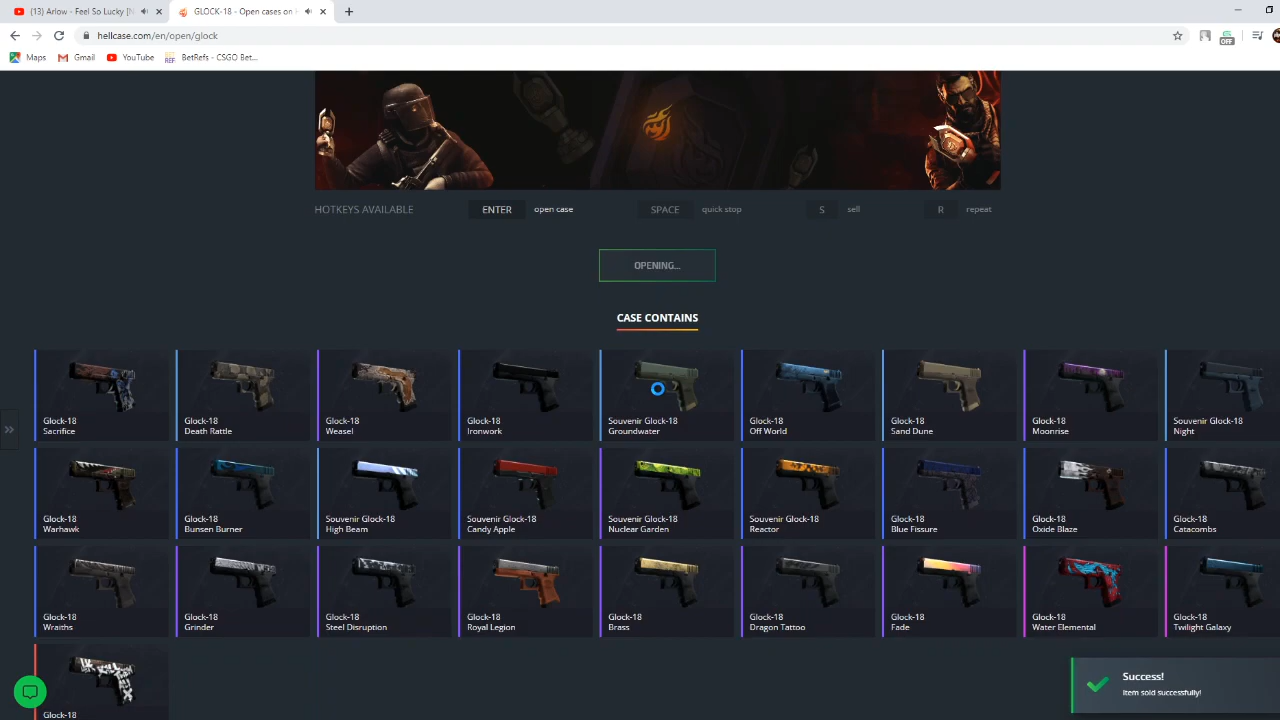 (13) Arlow - Feel So Lucky [N
GLOCK-18 - Open cases on H
hellcase.com/en/open/glock
OFF
Maps
Gmail
YouTube
BetRefs - CSGO Bet...
HOTKEYS AVAILABLE
ENTER
open case
SPACE
quick stop
S
sell
R
repeat
OPENING...
CASE CONTAINS
Glock-18
Sacrifice
Glock-18
Death Rattle
Glock-18
Weasel
Glock-18
Ironwork
Souvenir Glock-18
Groundwater
Glock-18
Off World
Glock-18
Sand Dune
Glock-18
Moonrise
Souvenir Glock-18
Night
Glock-18
Warhawk
Glock-18
Bunsen Burner
Souvenir Glock-18
High Beam
Souvenir Glock-18
Candy Apple
Souvenir Glock-18
Nuclear Garden
Souvenir Glock-18
Reactor
Glock-18
Blue Fissure
Glock-18
Oxide Blaze
Glock-18
Catacombs
Glock-18
Wraiths
Glock-18
Grinder
Glock-18
Steel Disruption
Glock-18
Royal Legion
Glock-18
Brass
Glock-18
Dragon Tattoo
Glock-18
Fade
Glock-18
Water Elemental
Glock-18
Twilight Galaxy
Glock-18
Success!
Item sold successfully!